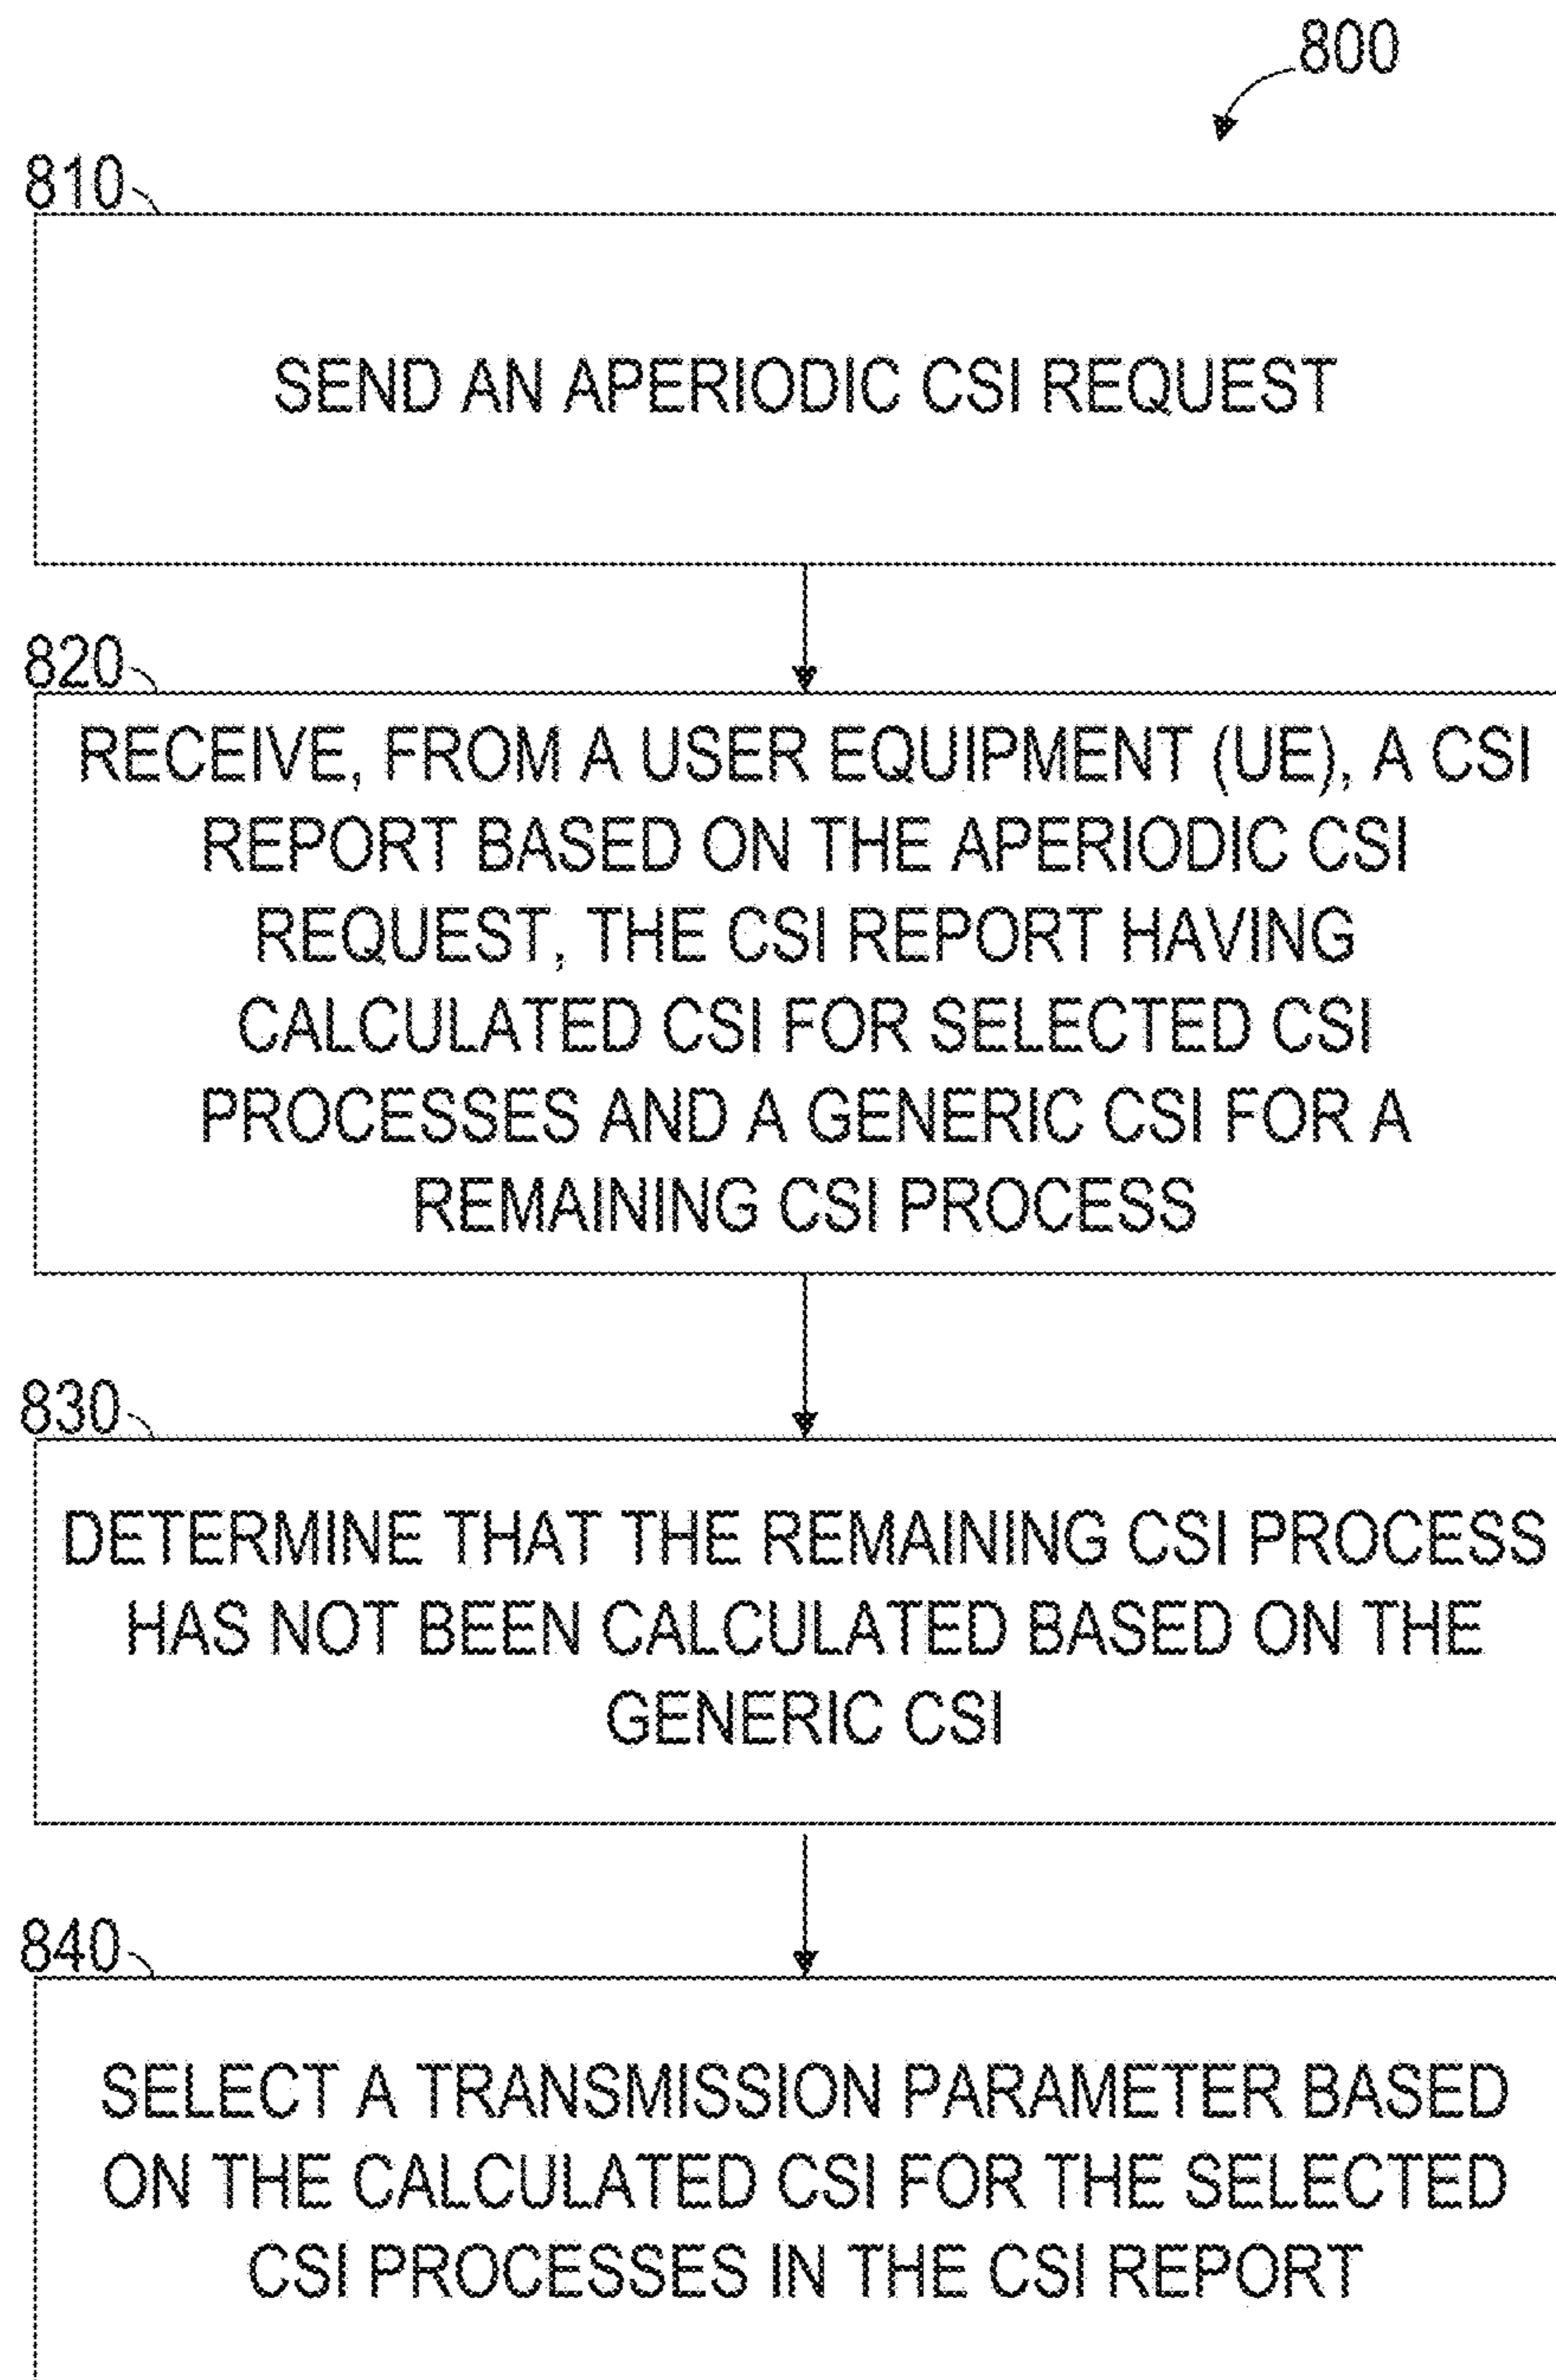 800
810
SEND AN APERIODIC CSI REQUEST
820
RECEIVE, FROM A USER EQUIPMENT (UE), A CSI
REPORT BASED ON THE APERIODIC CSI
REQUEST, THE CSI REPORT HAVING
CALCULATED CSI FOR SELECTED CSI
PROCESSES AND A GENERIC CSI FOR A
REMAINING CSI PROCESS
830
DETERMINE THAT THE REMAINING CSI PROCESS
HAS NOT BEEN CALCULATED BASED ON THE
GENERIC CSI
840
SELECT A TRANSMISSION PARAMETER BASED
ON THE CALCULATED CSI FOR THE SELECTED
CSI PROCESSES IN THE CSI REPORT